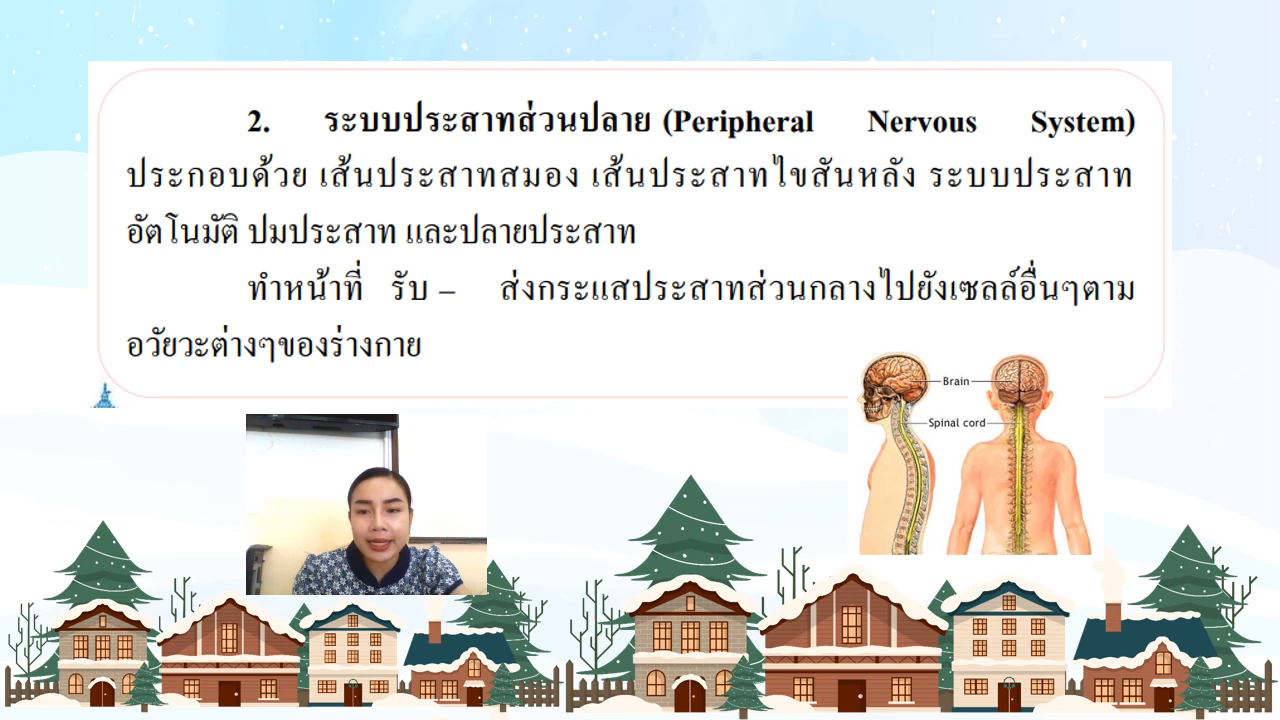 2. ระบบประสาทส่วนปลาย (Peripheral Nervous System)
ประกอบด้วย เส้นประสาทสมอง เส้นประสาทไขสันหลัง ระบบประสาท
อัตโนมัติ ปมประสาท และปลายประสาท
ทำหน้าที่ รับ – ส่งกระแสประสาทส่วนกลางไปยังเซลล์อื่นๆตาม
อวัยวะต่างๆของร่างกาย
Brain
Spinal cord